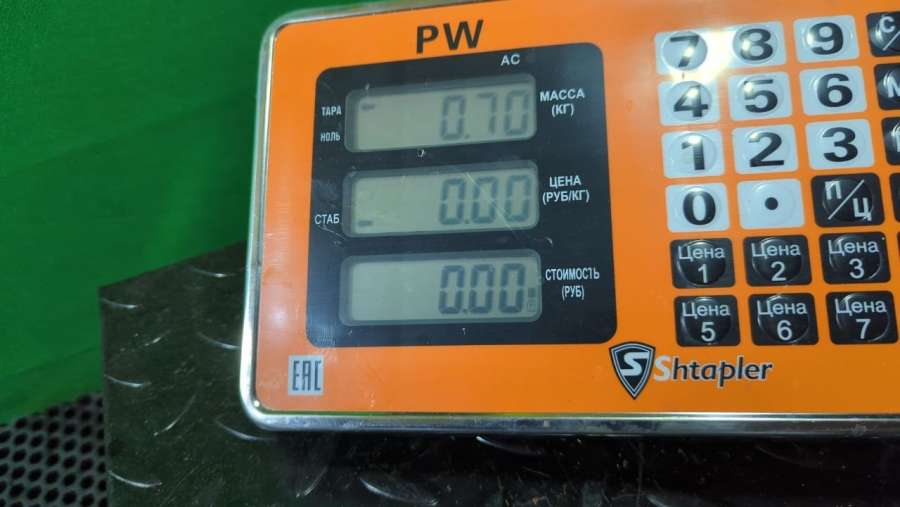 PW
AC
ТАРА
НОЛЬ
0.70
МАССА
(КГ)
СТАБ
0.00
ЦЕНА
(РУБ/КГ)
0.00
СТОИМОСТЬ
(РУБ)
7 8 9 С/
4 5 6
1 2 3
0 • П/Ц
Цена 1
Цена 2
Цена 3
Цена 5
Цена 6
Цена 7
EAC
S Shtapler